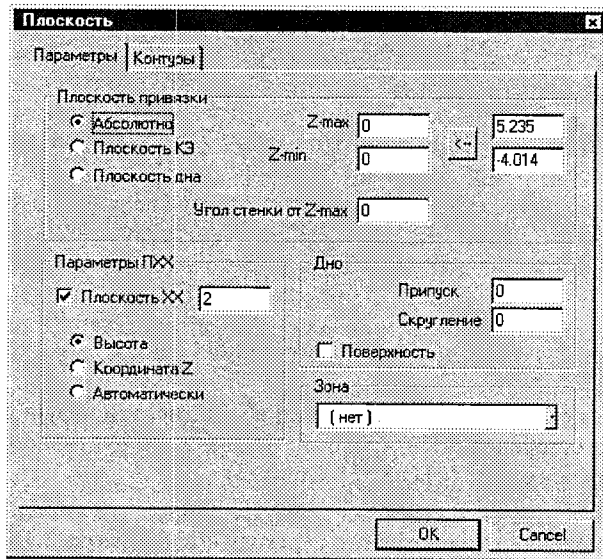 Плоскость
Параметры Контуры
Плоскость привязки
Абсолютно
Плоскость КЭ
Плоскость дна
Z-max 0 <-- 5.235
Z-min 0 -4.014
Угол стенки от Z-max 0
Параметры ПХХ
Плоскость ХХ 2
Высота
Координата Z
Автоматически
Дно
Припуск 0
Скругление 0
Поверхность
Зона
(нет)
OK Cancel